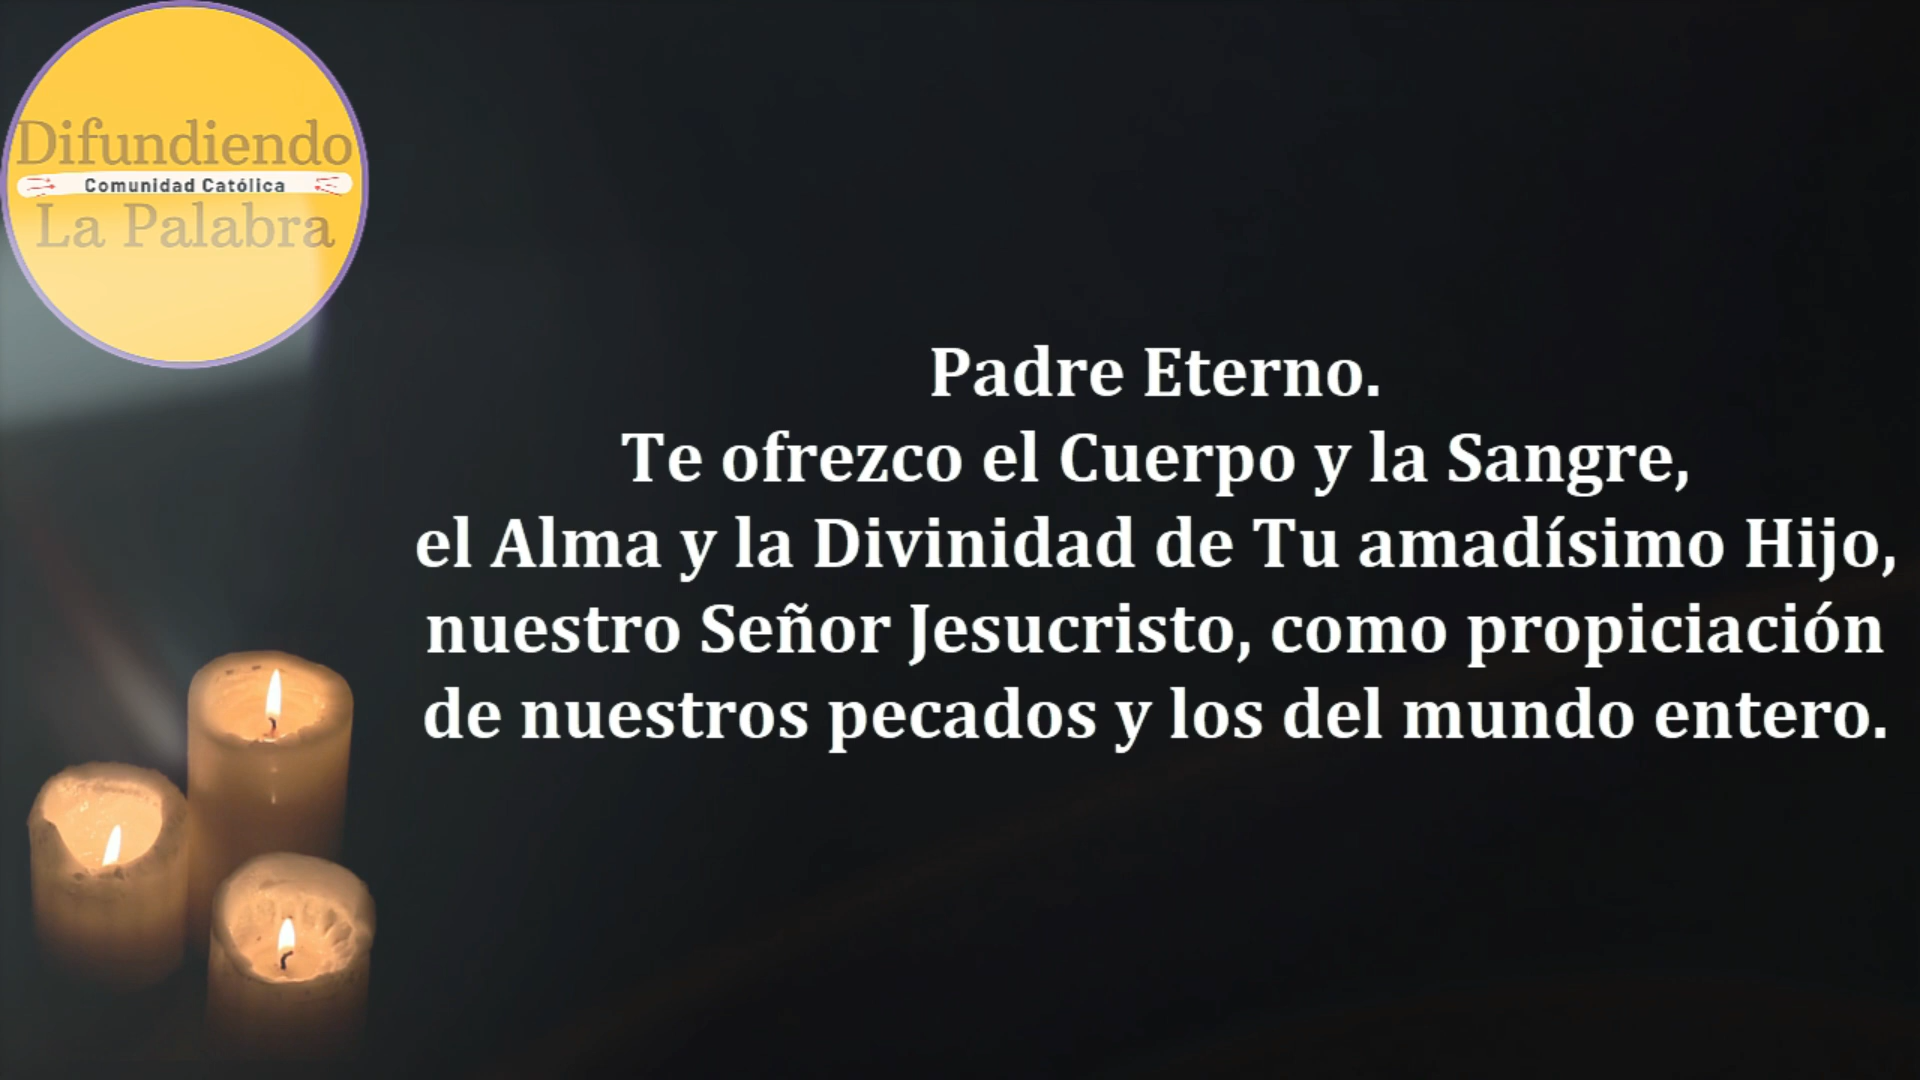 Difundiendo
Comunidad Católica
La Palabra
Padre Eterno.
Te ofrezco el Cuerpo y la Sangre,
el Alma y la Divinidad de Tu amadísimo Hijo,
nuestro Señor Jesucristo, como propiciación
de nuestros pecados y los del mundo entero.